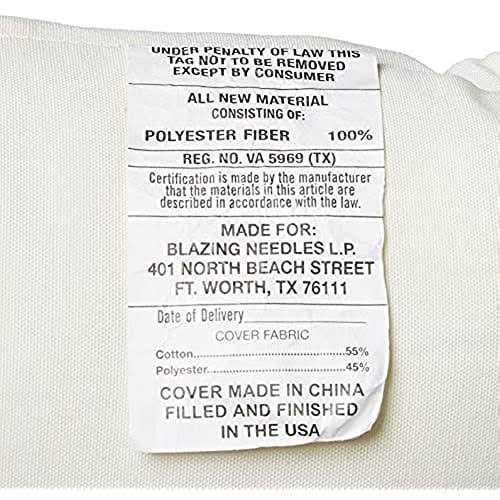 UNDER PENALTY OF LAW THIS
TAG NOT TO BE REMOVED
EXCEPT BY CONSUMER
ALL NEW MATERIAL
CONSISTING OF:
POLYESTER FIBER 100%
REG. NO. VA 5969 (TX)
Certification is made by the manufacturer
that the materials in this article are
described in accordance with the law.
MADE FOR:
BLAZING NEEDLES L.P.
401 NORTH BEACH STREET
FT. WORTH, TX 76111
Date of Delivery
COVER FABRIC
Cotton..............................55%
Polyester..........................45%
COVER MADE IN CHINA
FILLED AND FINISHED
IN THE USA